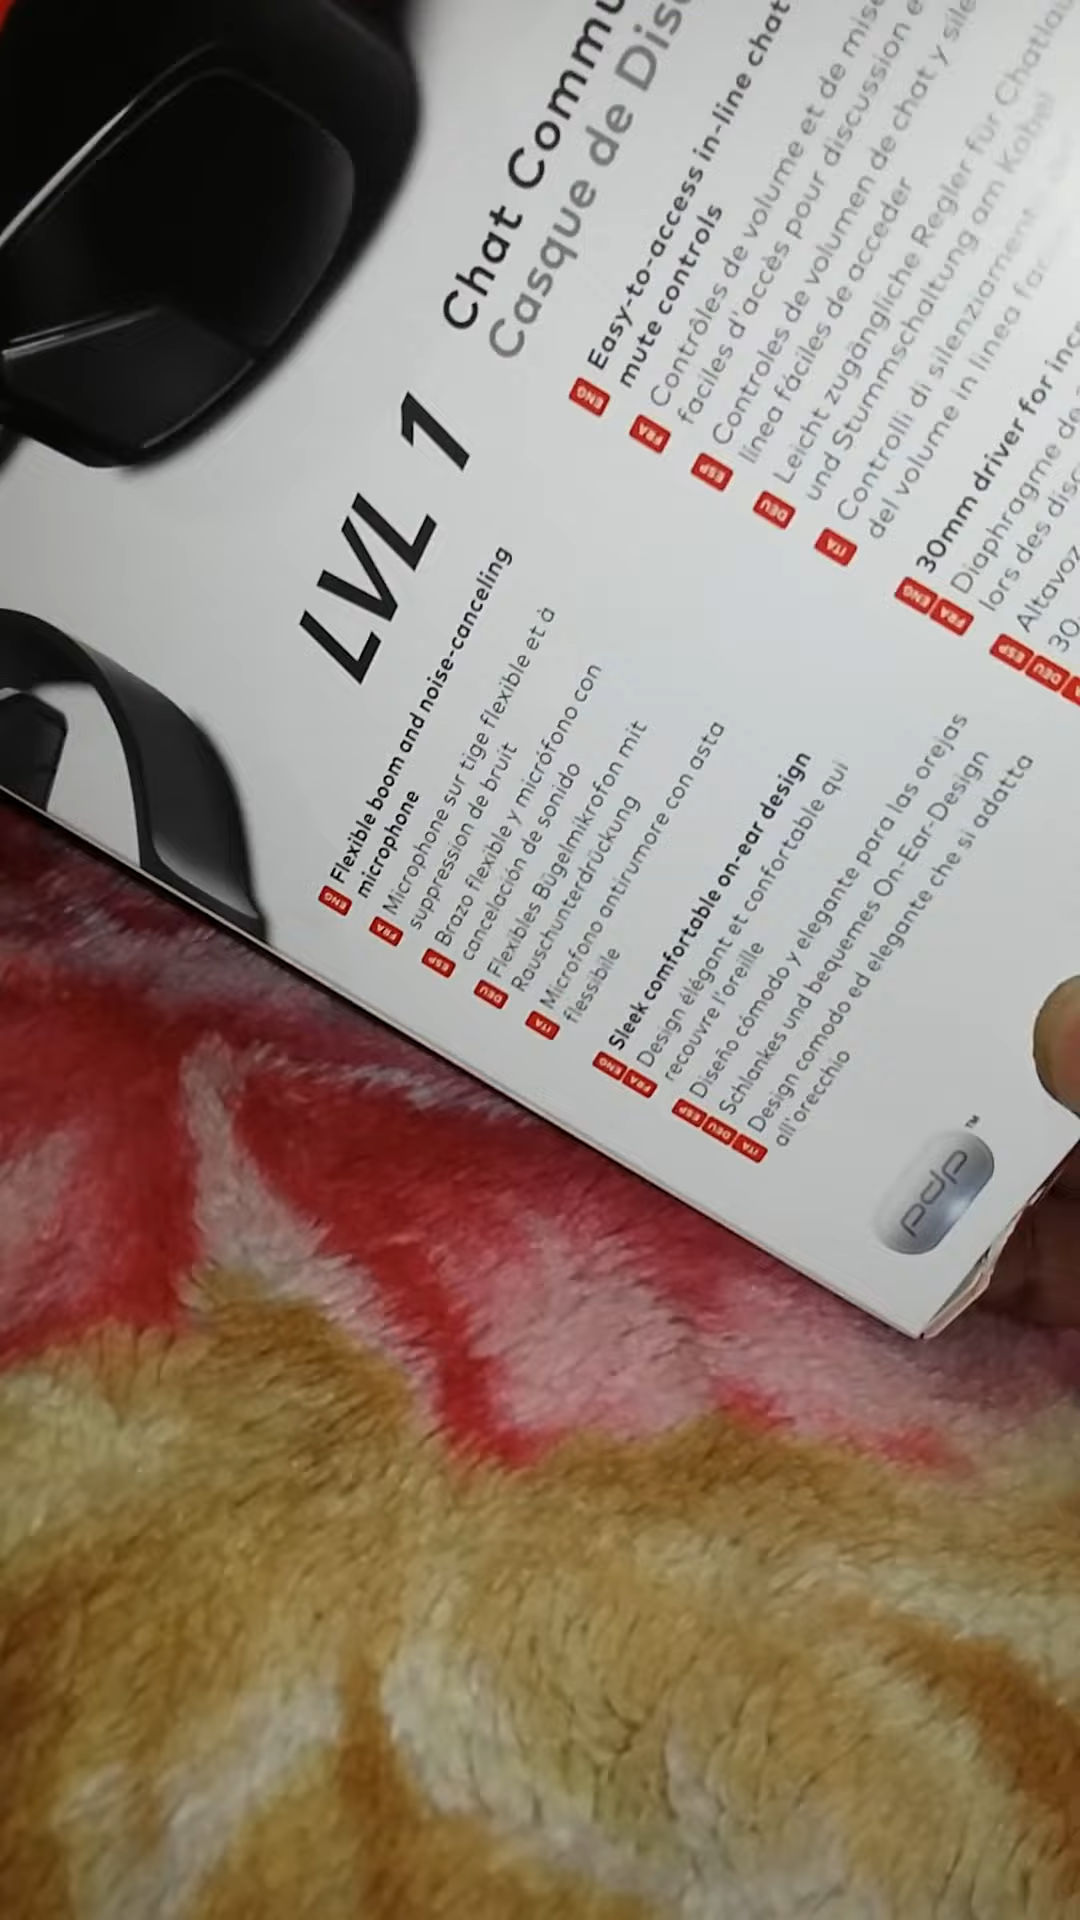 LVL 1
Chat
Casque de
ENG Flexible boom and noise-canceling
microphone
FRA Microphone sur tige flexible et à
suppression de bruit
ESP Brazo flexible y micrófono con
cancelación de sonido
DEU Flexibles Bügelmikrofon mit
Rauschunterdrückung
ITA Microfono antirumore con asta
flessibile
ENG Sleek comfortable on-ear design
FRA Design élégant et confortable qui
recouvre l'oreille
ESP Diseño cómodo y elegante para las orejas
DEU Schlankes und bequemes On-Ear-Design
ITA Design comodo ed elegante che si adatta
all'orecchio
ENG Easy-to-access in-line chat
mute controls
FRA Contrôles de volume et de mise
faciles d'accès pour discussion
ESP Controles de volumen de chat y
línea fáciles de acceder
DEU Leicht zugängliche Regler für
und Stummschaltung am Kabel
ITA Controlli di
del volume in linea
ENG 30mm driver for
FRA Diaphragme de
lors des
ESP DEU Altavoz
30
pdp™